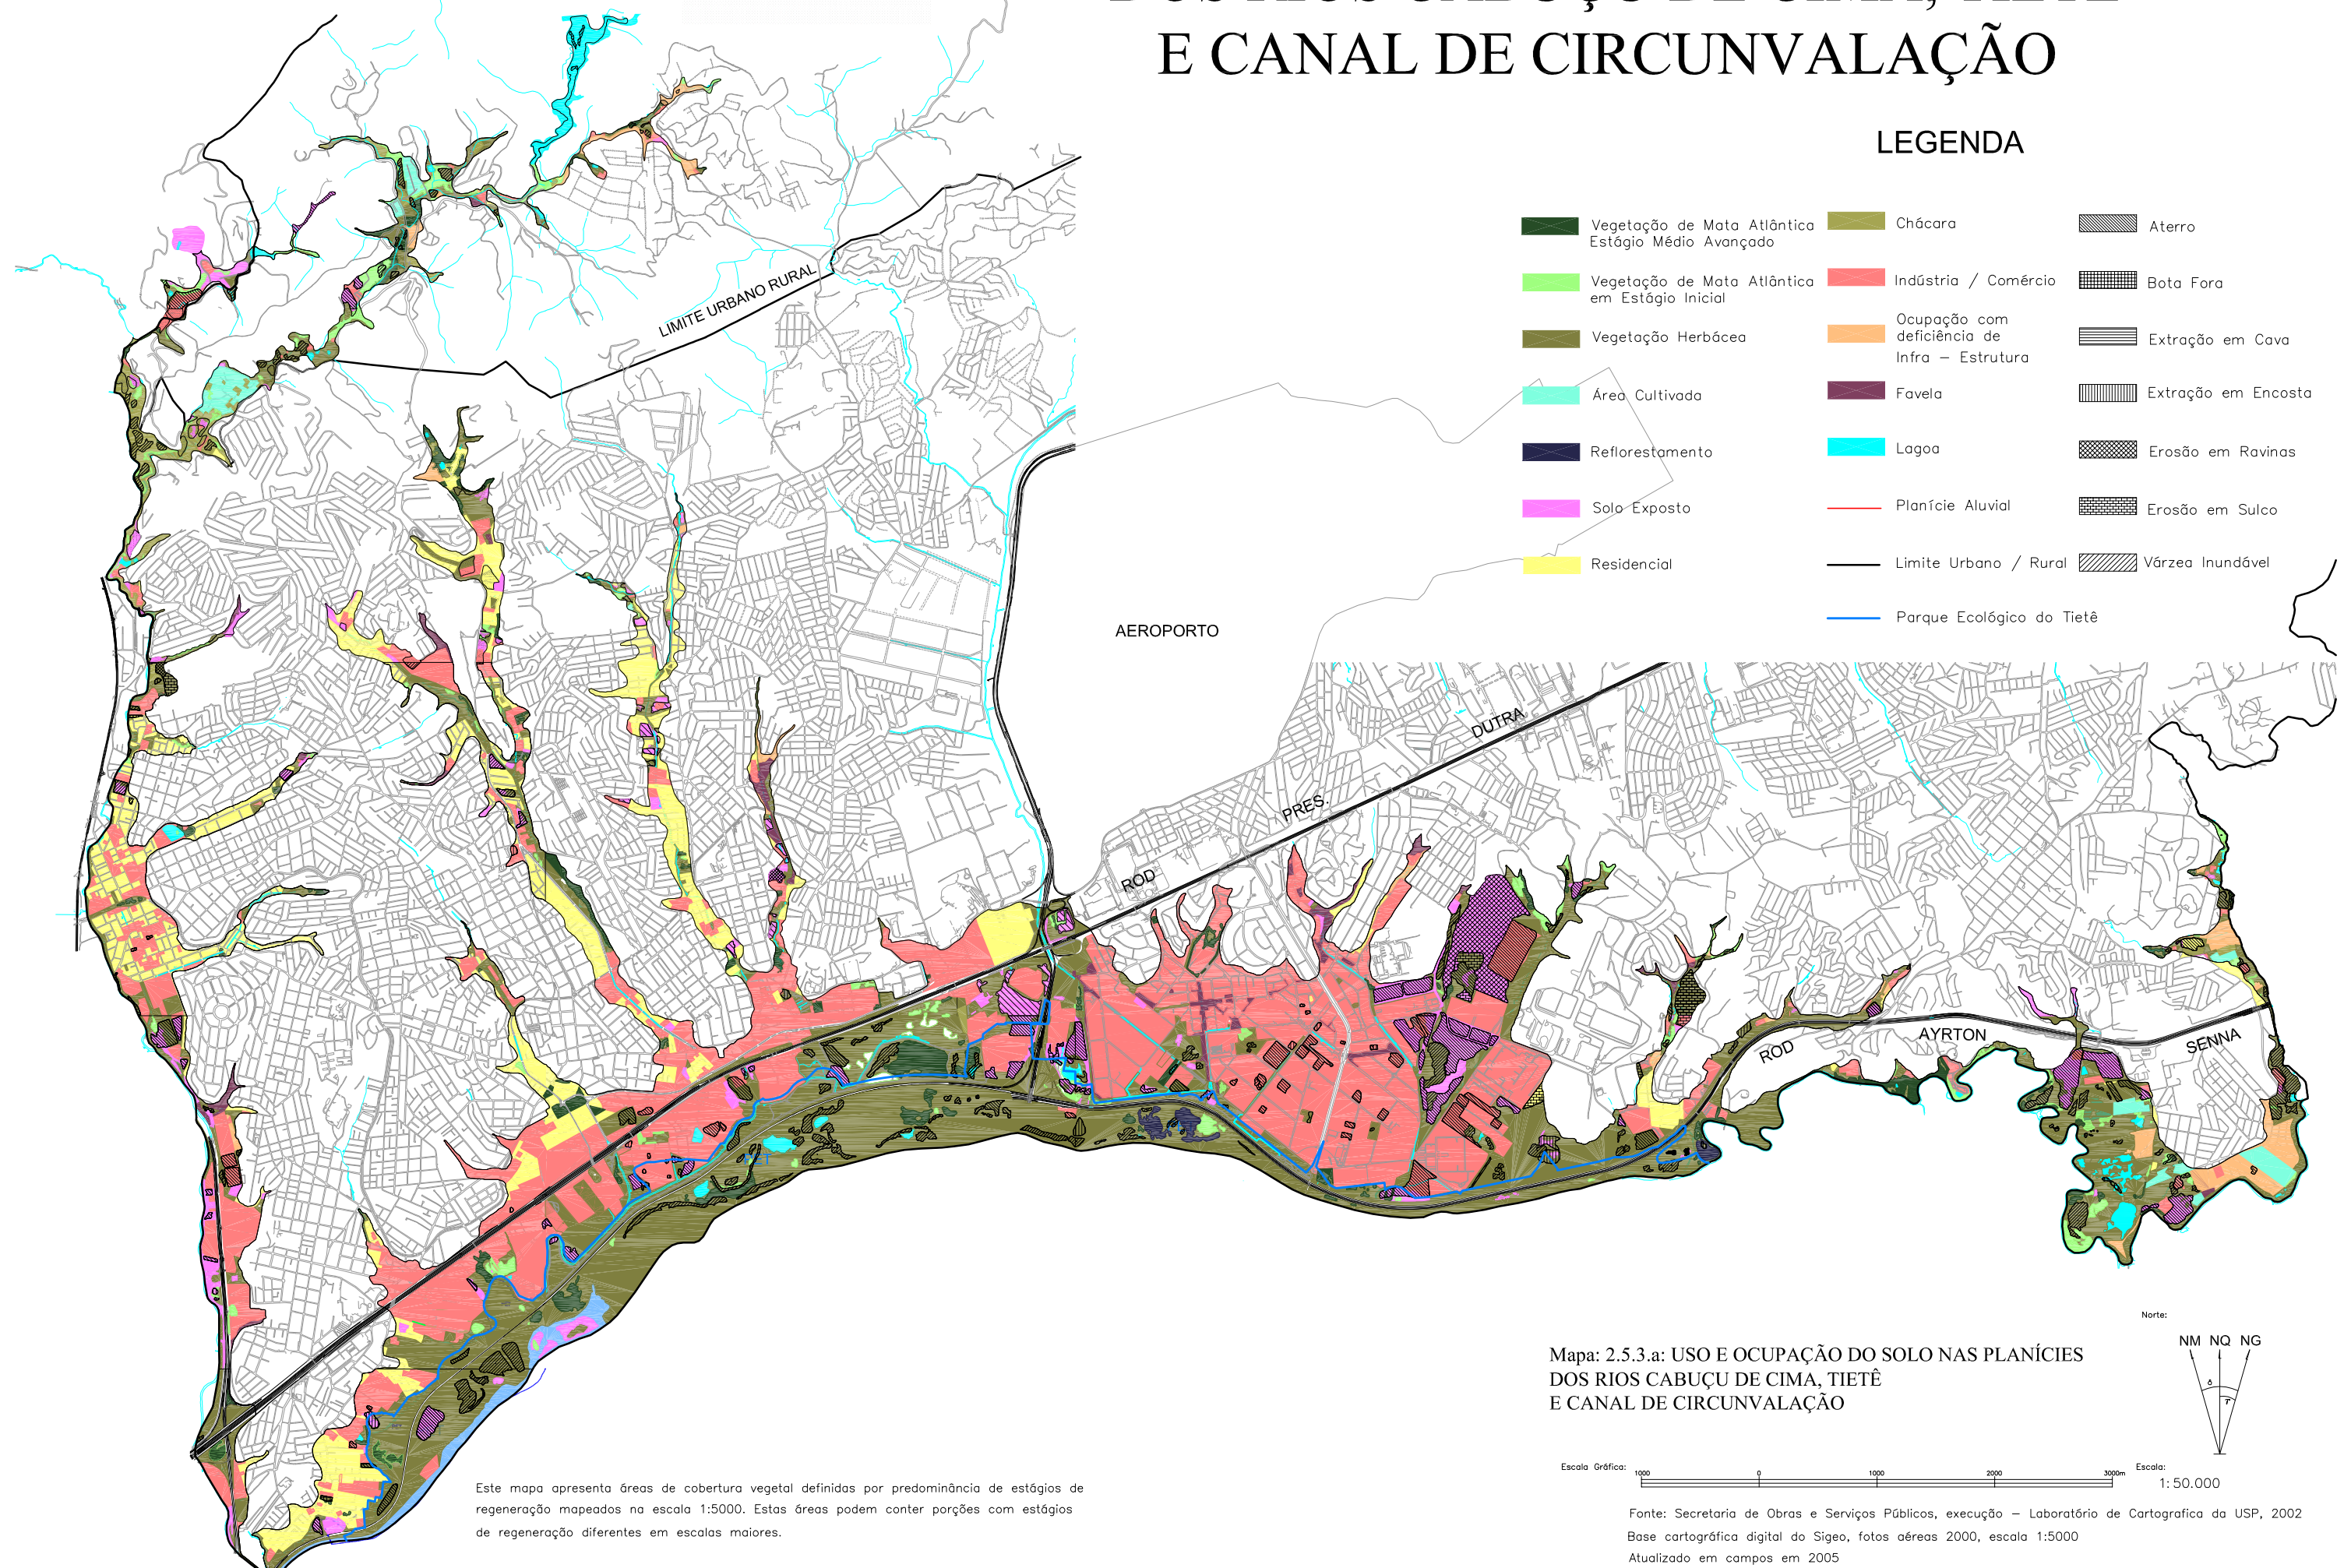 DOS RIOS CABUÇU DE CIMA, TIETÊ
E CANAL DE CIRCUNVALAÇÃO
LEGENDA
Vegetação de Mata Atlântica
Estágio Médio Avançado
Vegetação de Mata Atlântica
em Estágio Inicial
Vegetação Herbácea
Área Cultivada
Reflorestamento
Solo Exposto
Residencial
Chácara
Indústria / Comércio
Ocupação com
deficiência de
Infra – Estrutura
Favela
Lagoa
Planície Aluvial
Limite Urbano / Rural
Parque Ecológico do Tietê
Aterro
Bota Fora
Extração em Cava
Extração em Encosta
Erosão em Ravinas
Erosão em Sulco
Várzea Inundável
LIMITE URBANO RURAL
AEROPORTO
ROD
PRES.
DUTRA
ROD
AYRTON
SENNA
Norte:
NM NQ NG
Mapa: 2.5.3.a: USO E OCUPAÇÃO DO SOLO NAS PLANÍCIES
DOS RIOS CABUÇU DE CIMA, TIETÊ
E CANAL DE CIRCUNVALAÇÃO
Escala Gráfica:
1000 0 1000 2000 3000m
Escala:
1:50.000
Este mapa apresenta áreas de cobertura vegetal definidas por predominância de estágios de
regeneração mapeados na escala 1:5000. Estas áreas podem conter porções com estágios
de regeneração diferentes em escalas maiores.
Fonte: Secretaria de Obras e Serviços Públicos, execução – Laboratório de Cartografica da USP, 2002
Base cartográfica digital do Sigeo, fotos aéreas 2000, escala 1:5000
Atualizado em campos em 2005